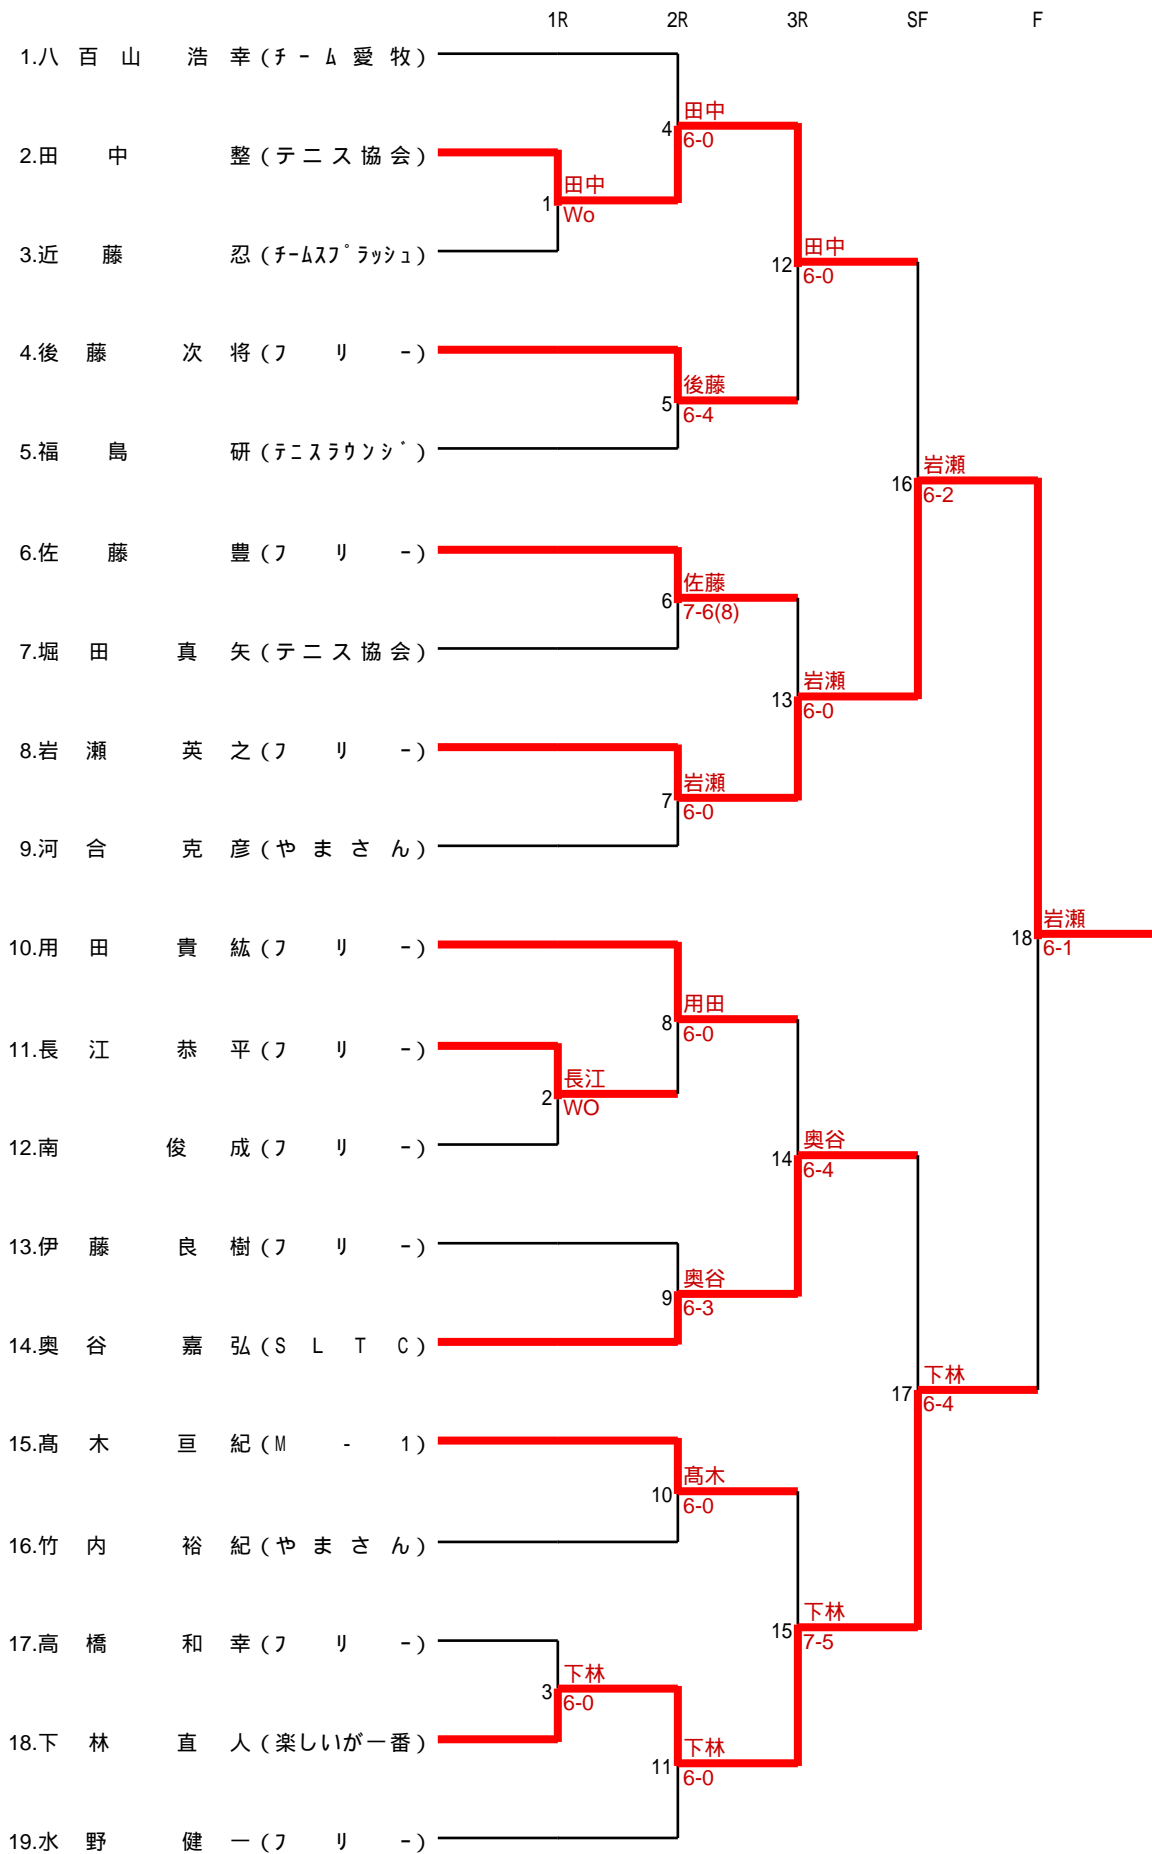 1R 2R 3R SF F
1.八百山 浩幸(チーム愛牧)
田中
4 6-0
2.田中 整(テニス協会)
田中
1 Wo
3.近藤 忍(チームスプラッシュ)
田中
12 6-0
4.後藤 次将(フリー)
後藤
5 6-4
5.福島 研(テニスラウンジ)
岩瀬
16 6-2
6.佐藤 豊(フリー)
佐藤
6 7-6(8)
7.堀田 真矢(テニス協会)
岩瀬
13 6-0
8.岩瀬 英之(フリー)
岩瀬
7 6-0
9.河合 克彦(やまさん)
岩瀬
18 6-1
10.用田 貴紘(フリー)
用田
8 6-0
11.長江 恭平(フリー)
長江
2 WO
12.南 俊成(フリー)
奥谷
14 6-4
13.伊藤 良樹(フリー)
奥谷
9 6-3
14.奥谷 嘉弘(SLTC)
下林
17 6-4
15.髙木 亘紀(M-1)
髙木
10 6-0
16.竹内 裕紀(やまさん)
下林
15 7-5
17.高橋 和幸(フリー)
下林
3 6-0
18.下林 直人(楽しいが一番)
下林
11 6-0
19.水野 健一(フリー)